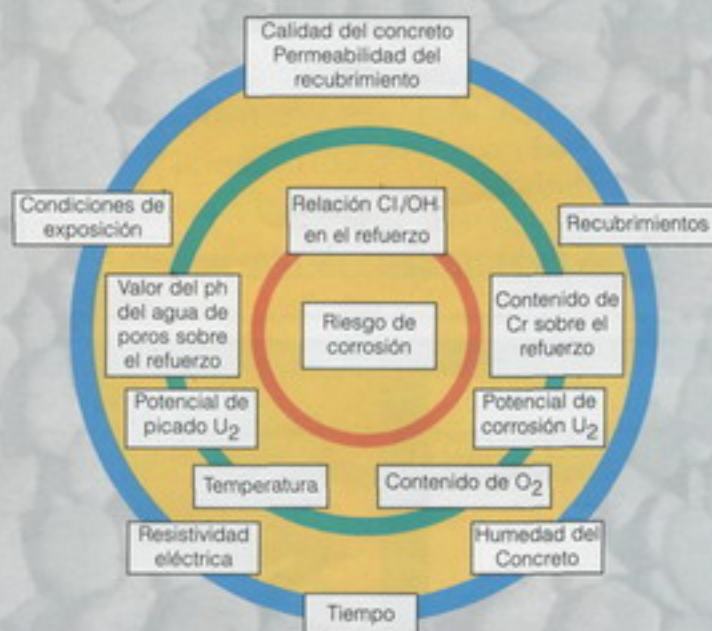 Calidad del concreto
Permeabilidad del
recubrimiento
Condiciones de
exposición
Relación Cl/OH
en el refuerzo
Recubrimientos
Valor del ph
del agua de
poros sobre
el refuerzo
Riesgo de
corrosión
Contenido de
Cr sobre el
refuerzo
Potencial de
picado U2
Potencial de
corrosión U2
Temperatura
Contenido de O2
Resistividad
eléctrica
Humedad del
Concreto
Tiempo